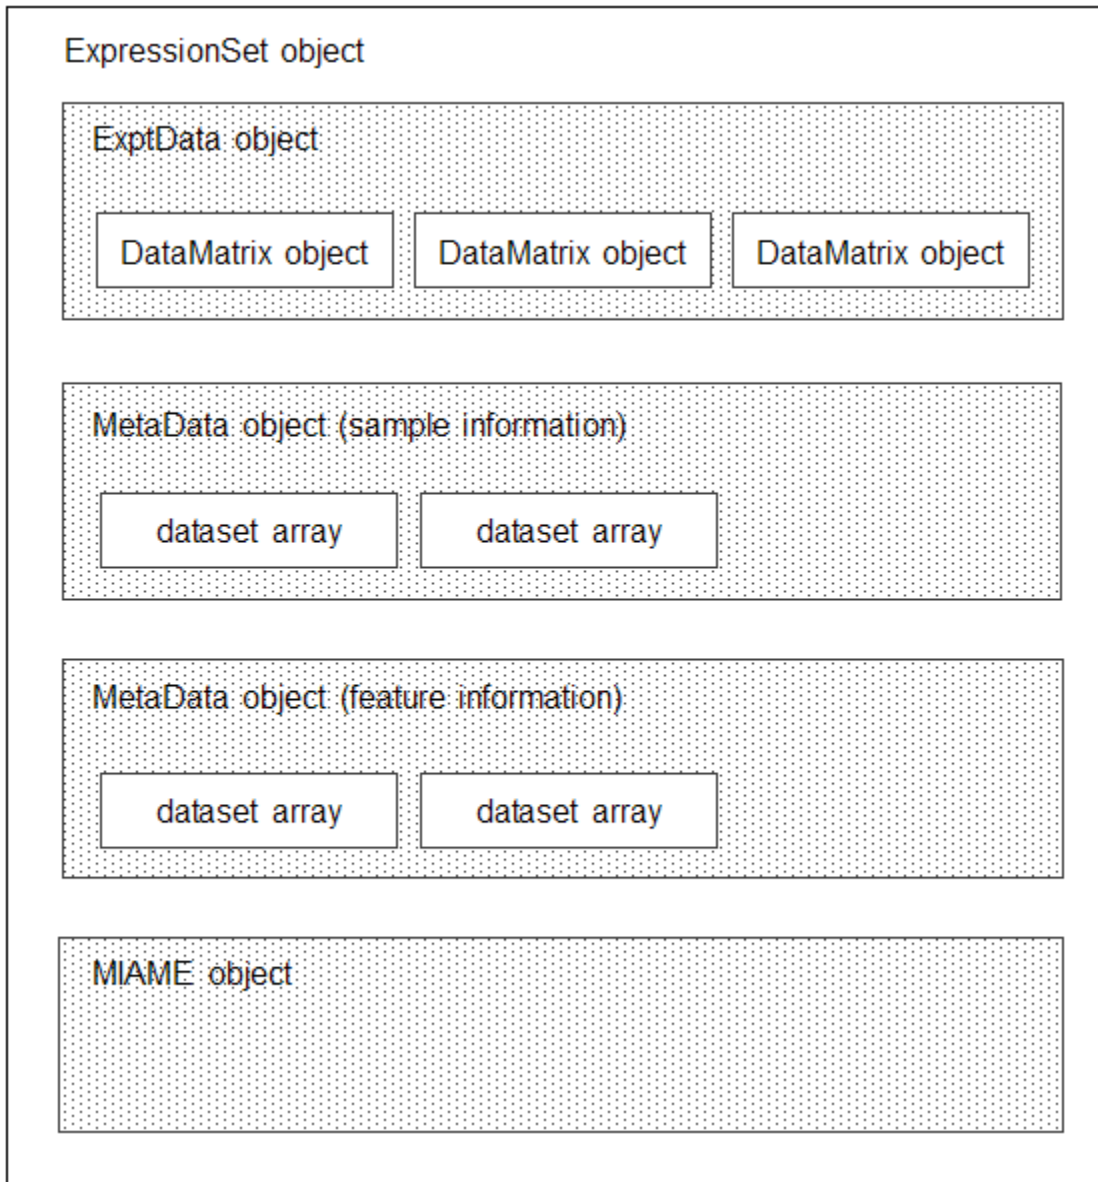 ExpressionSet object
ExptData object
DataMatrix object DataMatrix object DataMatrix object
MetaData object (sample information)
dataset array dataset array
MetaData object (feature information)
dataset array dataset array
MIAME object